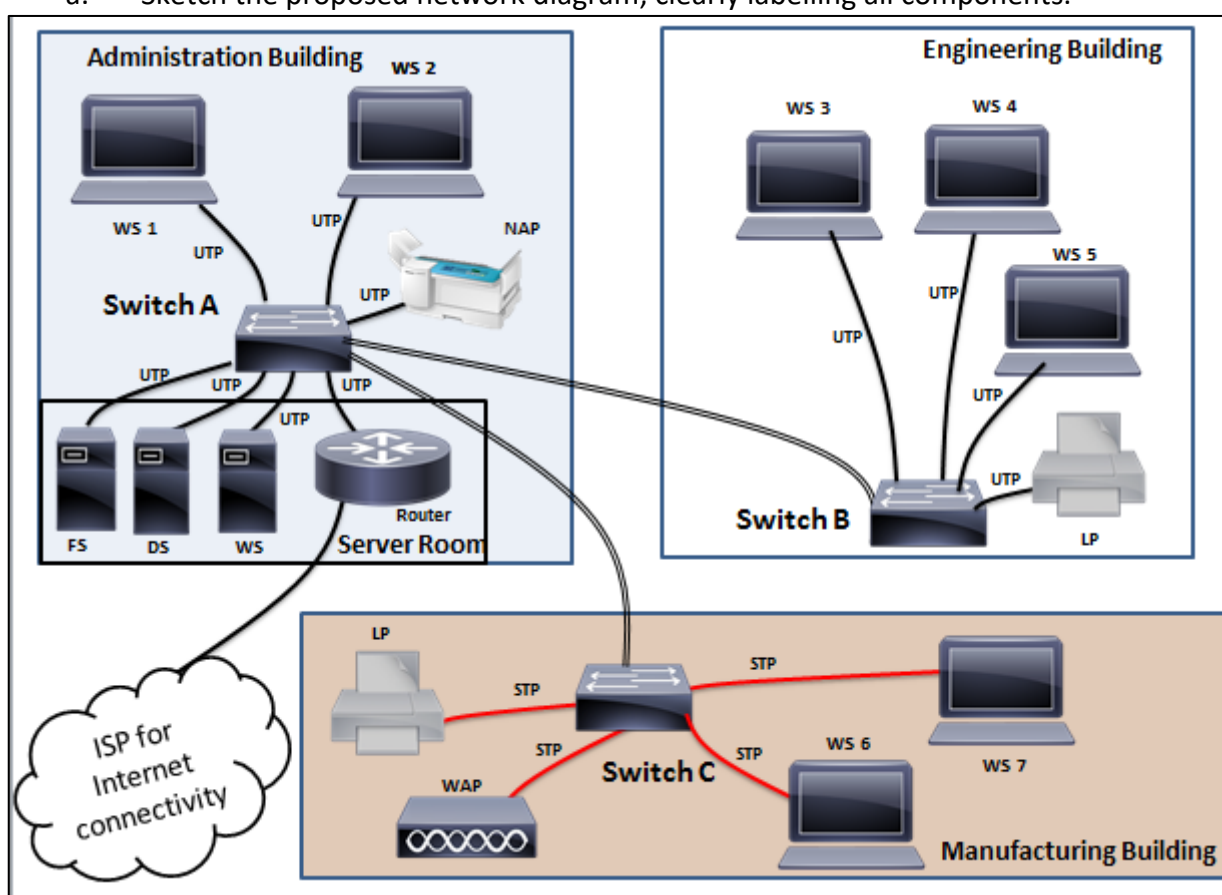 a. Sketch the proposed network diagram, clearly labelling all components.
Administration Building
WS 2
WS 1
UTP
UTP
NAP
UTP
Switch A
UTP
UTP
UTP
UTP
FS
DS
WS
Router
Server Room
Engineering Building
WS 3
WS 4
WS 5
UTP
UTP
UTP
UTP
Switch B
LP
ISP for
Internet
connectivity
LP
STP
STP
STP
STP
WAP
Switch C
WS 6
WS 7
Manufacturing Building